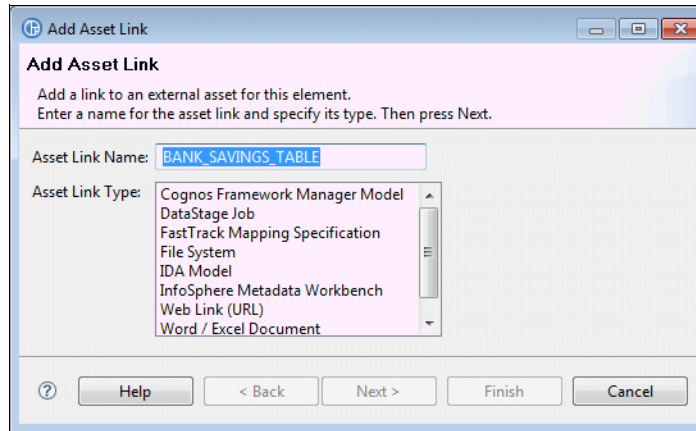 Add Asset Link
Add Asset Link
Add a link to an external asset for this element.
Enter a name for the asset link and specify its type. Then press Next.
Asset Link Name: BANK_SAVINGS_TABLE
Asset Link Type: Cognos Framework Manager Model
DataStage Job
FastTrack Mapping Specification
File System
IDA Model
InfoSphere Metadata Workbench
Web Link (URL)
Word / Excel Document
? Help < Back Next > Finish Cancel